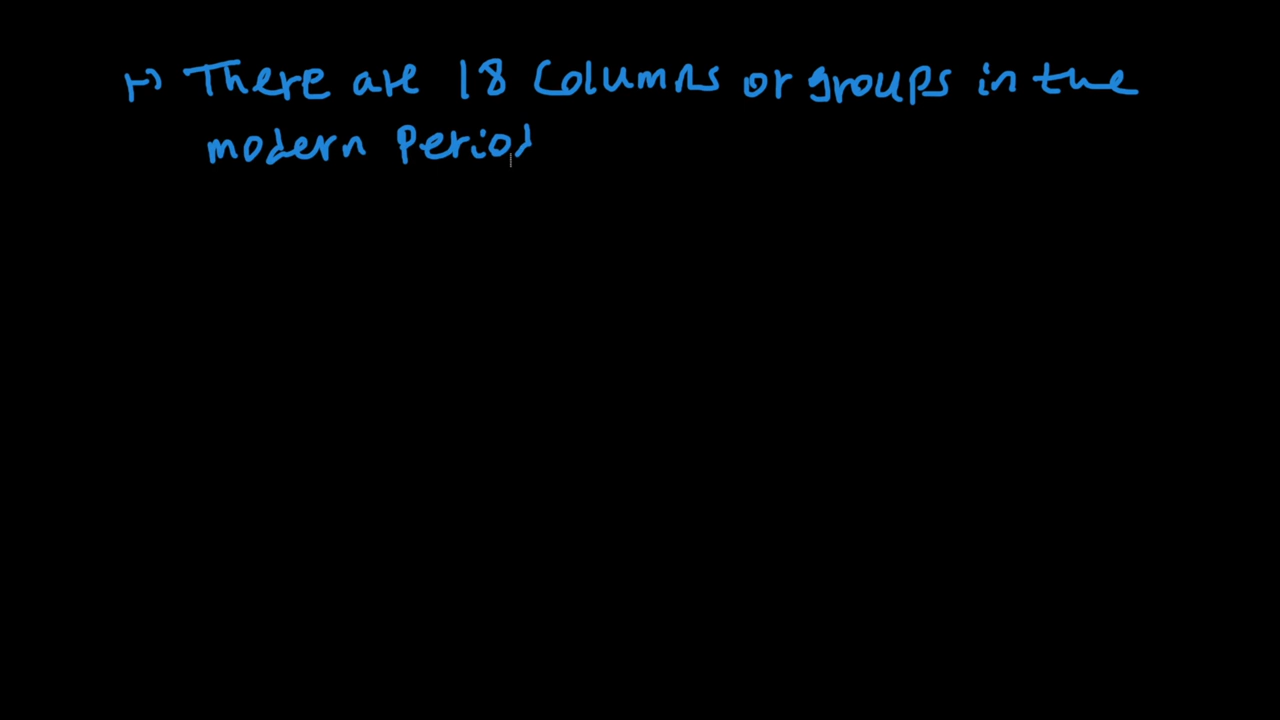 → There are 18 columns or groups in the
modern Period